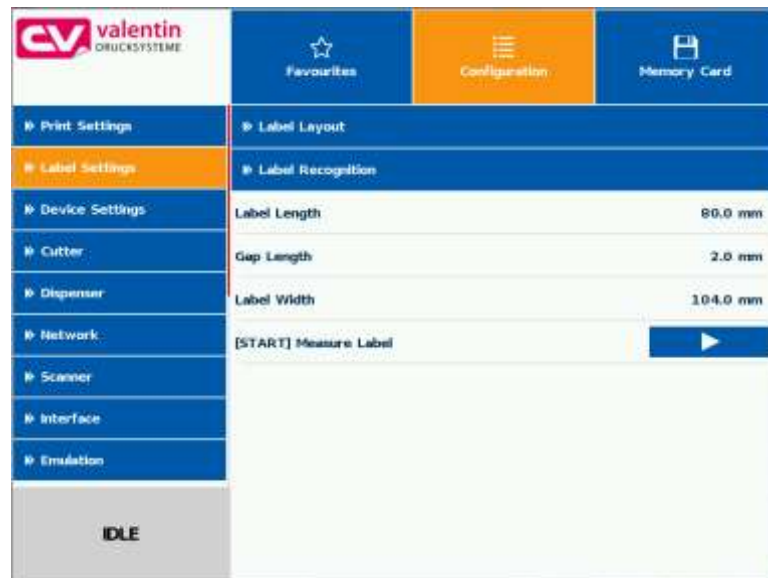 CV valentin
DRUCKSYSTEME
Favourites
Configuration
Memory Card
Print Settings
Label Settings
Device Settings
Cutter
Dispenser
Network
Scanner
Interface
Emulation
IDLE
Label Layout
Label Recognition
Label Length 80.0 mm
Gap Length 2.0 mm
Label Width 104.0 mm
[START] Measure Label